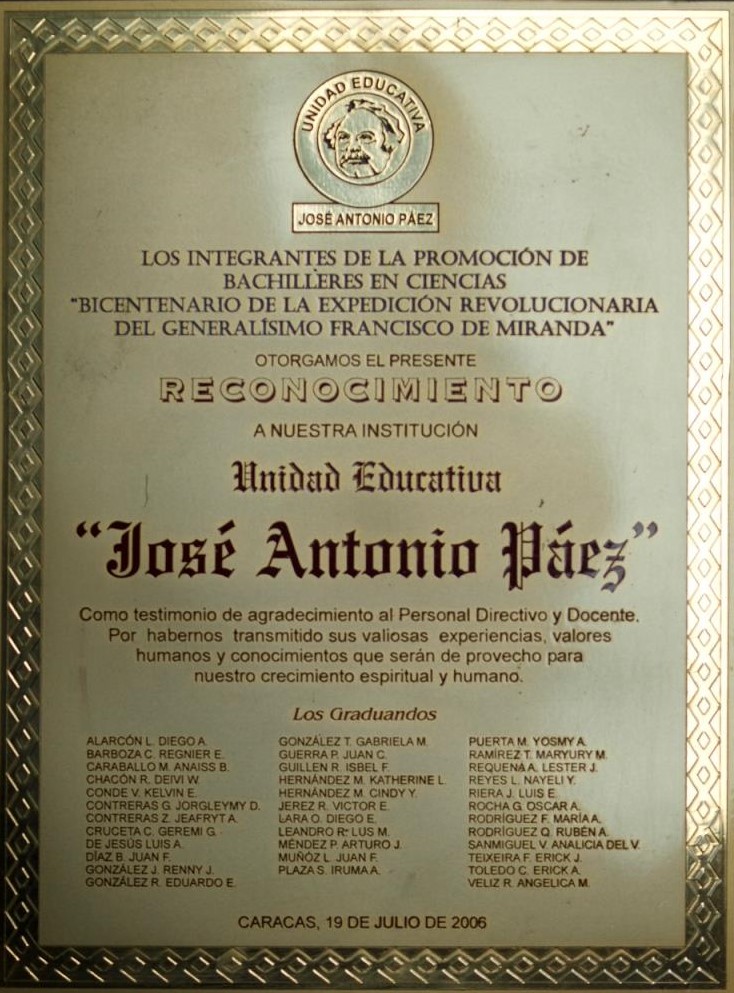 UNIDAD EDUCATIVA
JOSÉ ANTONIO PÁEZ
LOS INTEGRANTES DE LA PROMOCIÓN DE
BACHILLERES EN CIENCIAS
"BICENTENARIO DE LA EXPEDICIÓN REVOLUCIONARIA
DEL GENERALÍSIMO FRANCISCO DE MIRANDA"
OTORGAMOS EL PRESENTE
RECONOCIMIENTO
A NUESTRA INSTITUCIÓN
Unidad Educativa
"José Antonio Páez"
Como testimonio de agradecimiento al Personal Directivo y Docente.
Por habernos transmitido sus valiosas experiencias, valores
humanos y conocimientos que serán de provecho para
nuestro crecimiento espiritual y humano.
Los Graduandos
ALARCÓN L. DIEGO A.
BARBOZA C. REGNIER E.
CARABALLO M. ANAISS B.
CHACÓN R. DEIVI W.
CONDE V. KELVIN E.
CONTRERAS G. JORGLEYMY D.
CONTRERAS Z. JEAFRYT A.
CRUCETA C. GEREMI G.
DE JESÚS LUIS A.
DÍAZ B. JUAN F.
GONZÁLEZ J. RENNY J.
GONZÁLEZ R. EDUARDO E.
GONZÁLEZ T. GABRIELA M.
GUERRA P. JUAN C.
GUILLEN R. ISBEL F.
HERNÁNDEZ M. KATHERINE L.
HERNÁNDEZ M. CINDY Y.
JEREZ R. VICTOR E.
LARA O. DIEGO E.
LEANDRO R. LUS M.
MÉNDEZ P. ARTURO J.
MUÑÓZ L. JUAN F.
PLAZA S. IRUMA A.
PUERTA M. YOSMY A.
RAMÍREZ T. MARYURY M.
REQUENA A. LESTER J.
REYES L. NAYELI Y.
RIERA J. LUIS E.
ROCHA G. OSCAR A.
RODRÍGUEZ F. MARÍA A.
RODRÍGUEZ Q. RUBÉN A.
SANMIGUEL V. ANALICIA DEL V.
TEIXEIRA F. ERICK J.
TOLEDO C. ERICK A.
VELIZ R. ANGELICA M.
CARACAS, 19 DE JULIO DE 2006